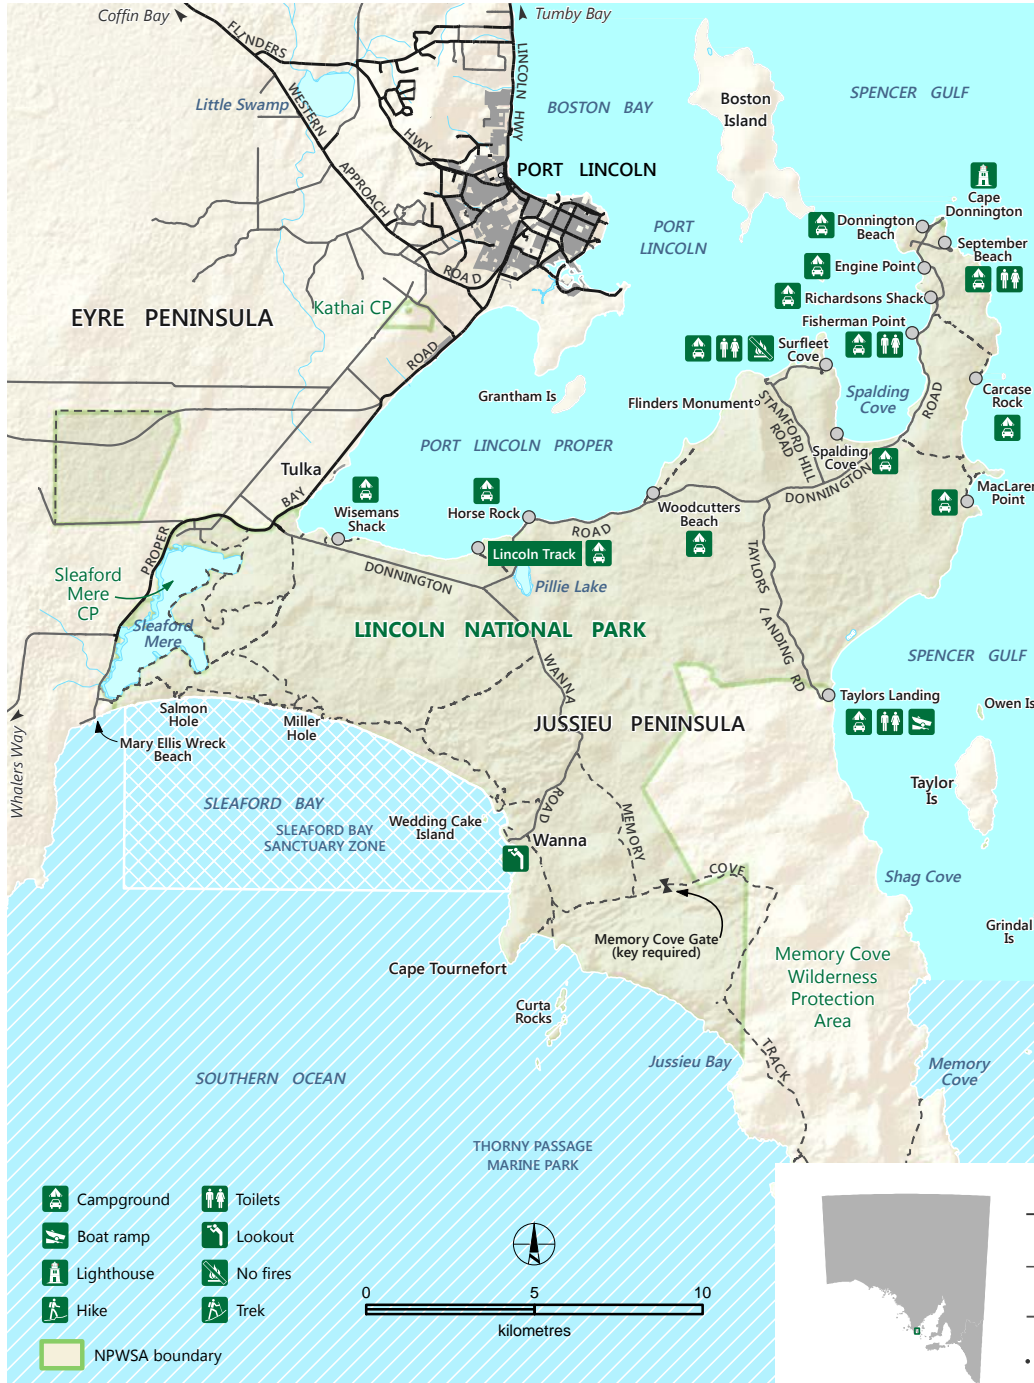 Coffin Bay
Tumby Bay
FLINDERS
HWY
LINCOLN HWY
Little Swamp
WESTERN
APPROACH
ROAD
BOSTON BAY
Boston
Island
SPENCER GULF
PORT LINCOLN
PORT
LINCOLN
Cape
Donnington
Donnington
Beach
September
Beach
Engine Point
Richardsons Shack
Fisherman Point
Surfleet
Cove
Kathai CP
EYRE PENINSULA
ROAD
Grantham Is
Flinders Monument
STAMFORD HILL
ROAD
Spalding
Cove
ROAD
Carcase
Rock
PORT LINCOLN PROPER
Spalding
Cove
DONNINGTON
Tulka
BAY
PROPER
Wisemans
Shack
Horse Rock
ROAD
Woodcutters
Beach
MacLaren
Point
Lincoln Track
DONNINGTON
Pillie Lake
TAYLORS LANDING RD
Sleaford
Mere
CP
Sleaford
Mere
LINCOLN NATIONAL PARK
WANNA
ROAD
SPENCER GULF
Taylors Landing
Owen Is
Salmon
Hole
Miller
Hole
JUSSIEU PENINSULA
Mary Ellis Wreck
Beach
Whalers Way
Taylor
Is
SLEAFORD BAY
SLEAFORD BAY
SANCTUARY ZONE
Wedding Cake
Island
Wanna
MEMORY
COVE
Shag Cove
Memory Cove Gate
(key required)
Grindal
Is
Cape Tournefort
Memory Cove
Wilderness
Protection
Area
Curta
Rocks
TRACK
Jussieu Bay
Memory
Cove
SOUTHERN OCEAN
THORNY PASSAGE
MARINE PARK
Campground
Toilets
Boat ramp
Lookout
Lighthouse
No fires
Hike
Trek
NPWSA boundary
0 5 10
kilometres